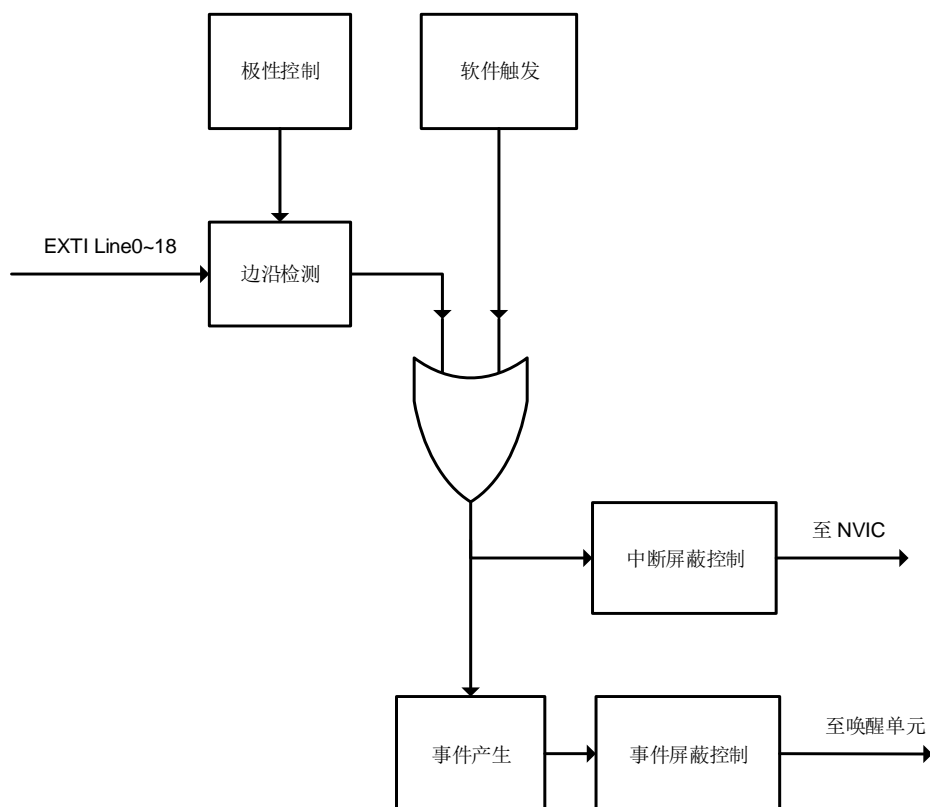 极性控制
软件触发
EXTI Line0~18
边沿检测
中断屏蔽控制
至 NVIC
事件产生
事件屏蔽控制
至唤醒单元